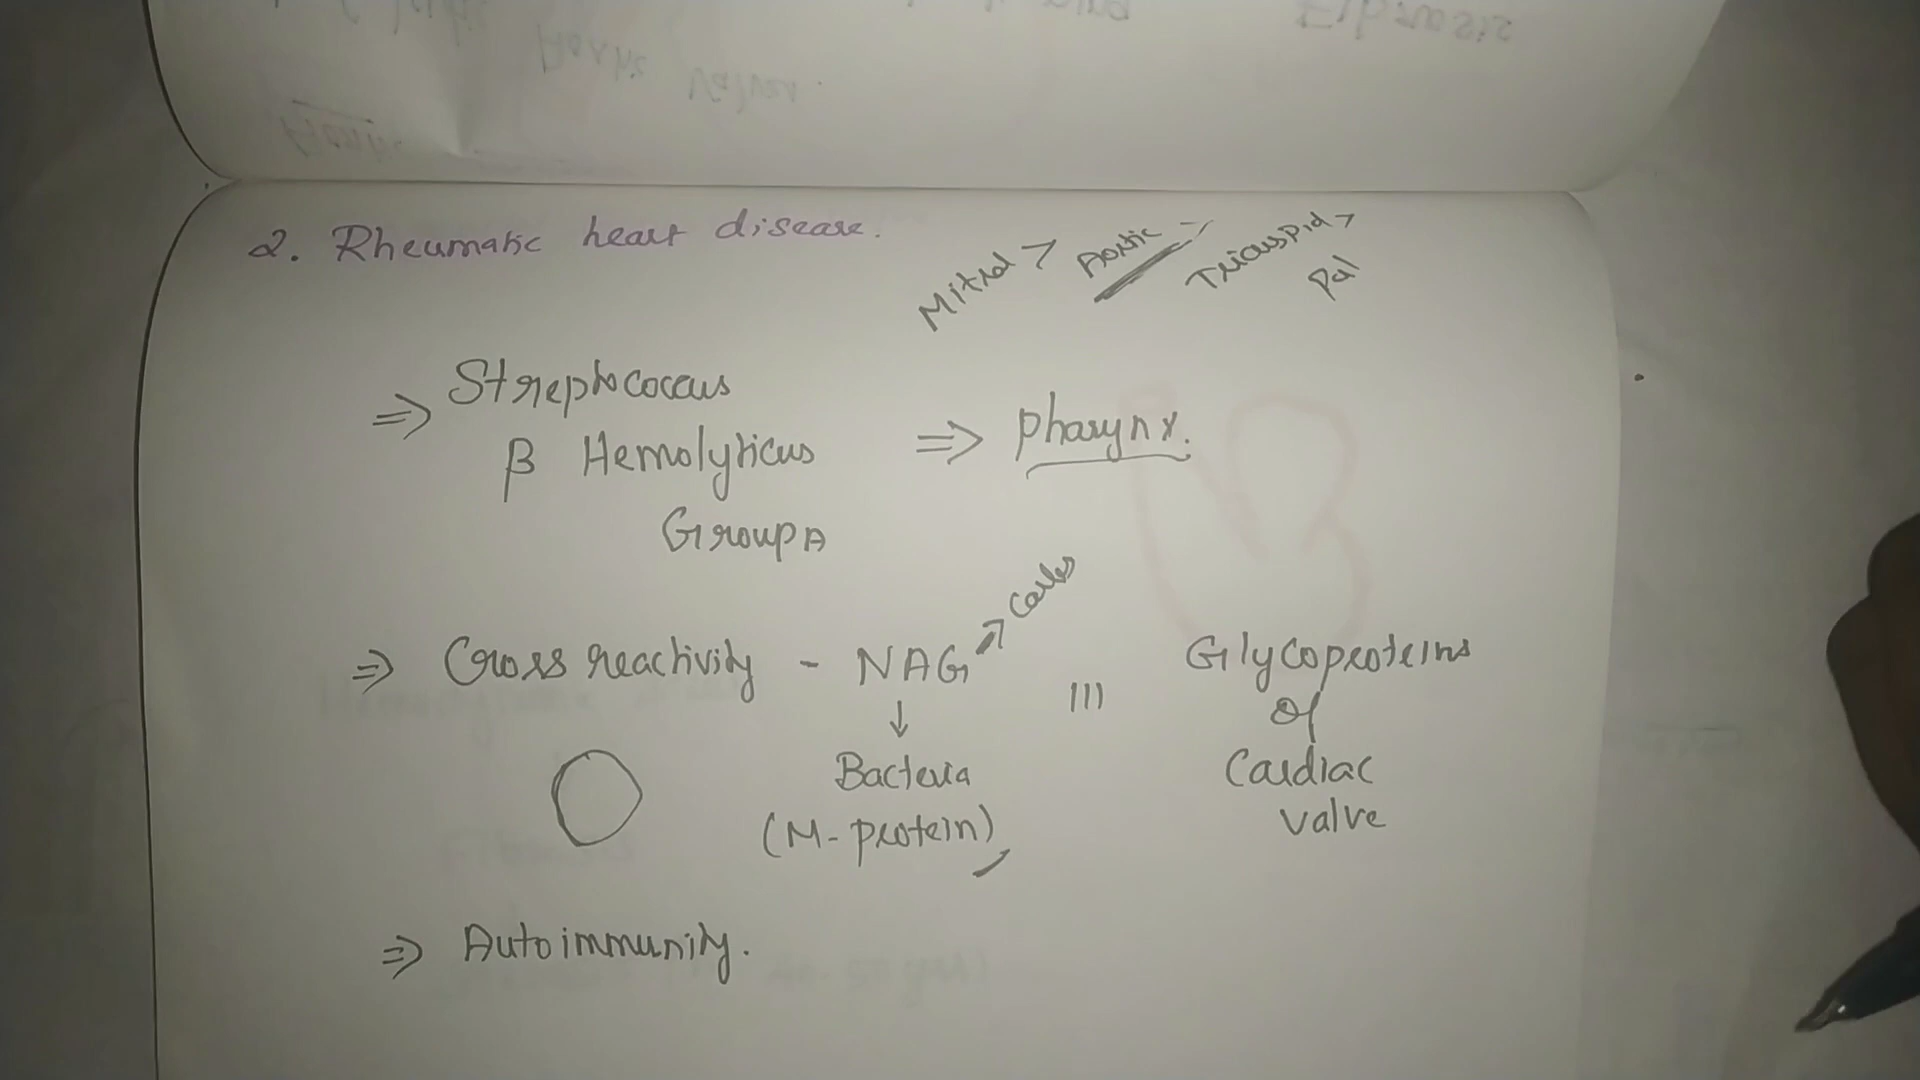 2. Rheumatic heart disease.
Mitral > Aortic > Tricuspid >
Pul
⇒ Streptococcus
β Hemolyticus ⇒ pharynx.
Group A
⇒ Cross reactivity - NAG ↗ Carbs
||| Glycoproteins
↓ of
Bacteria Cardiac
(M-protein) valve
⇒ Autoimmunity.